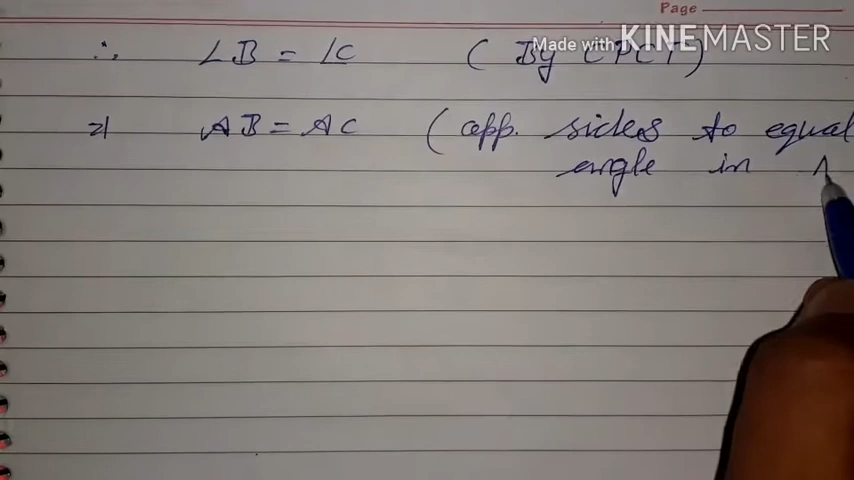 Page
Made with KINEMASTER
∴ ∠B = ∠C ( By CPCT )
⇒ AB = AC ( opp. sides to equal
angle in